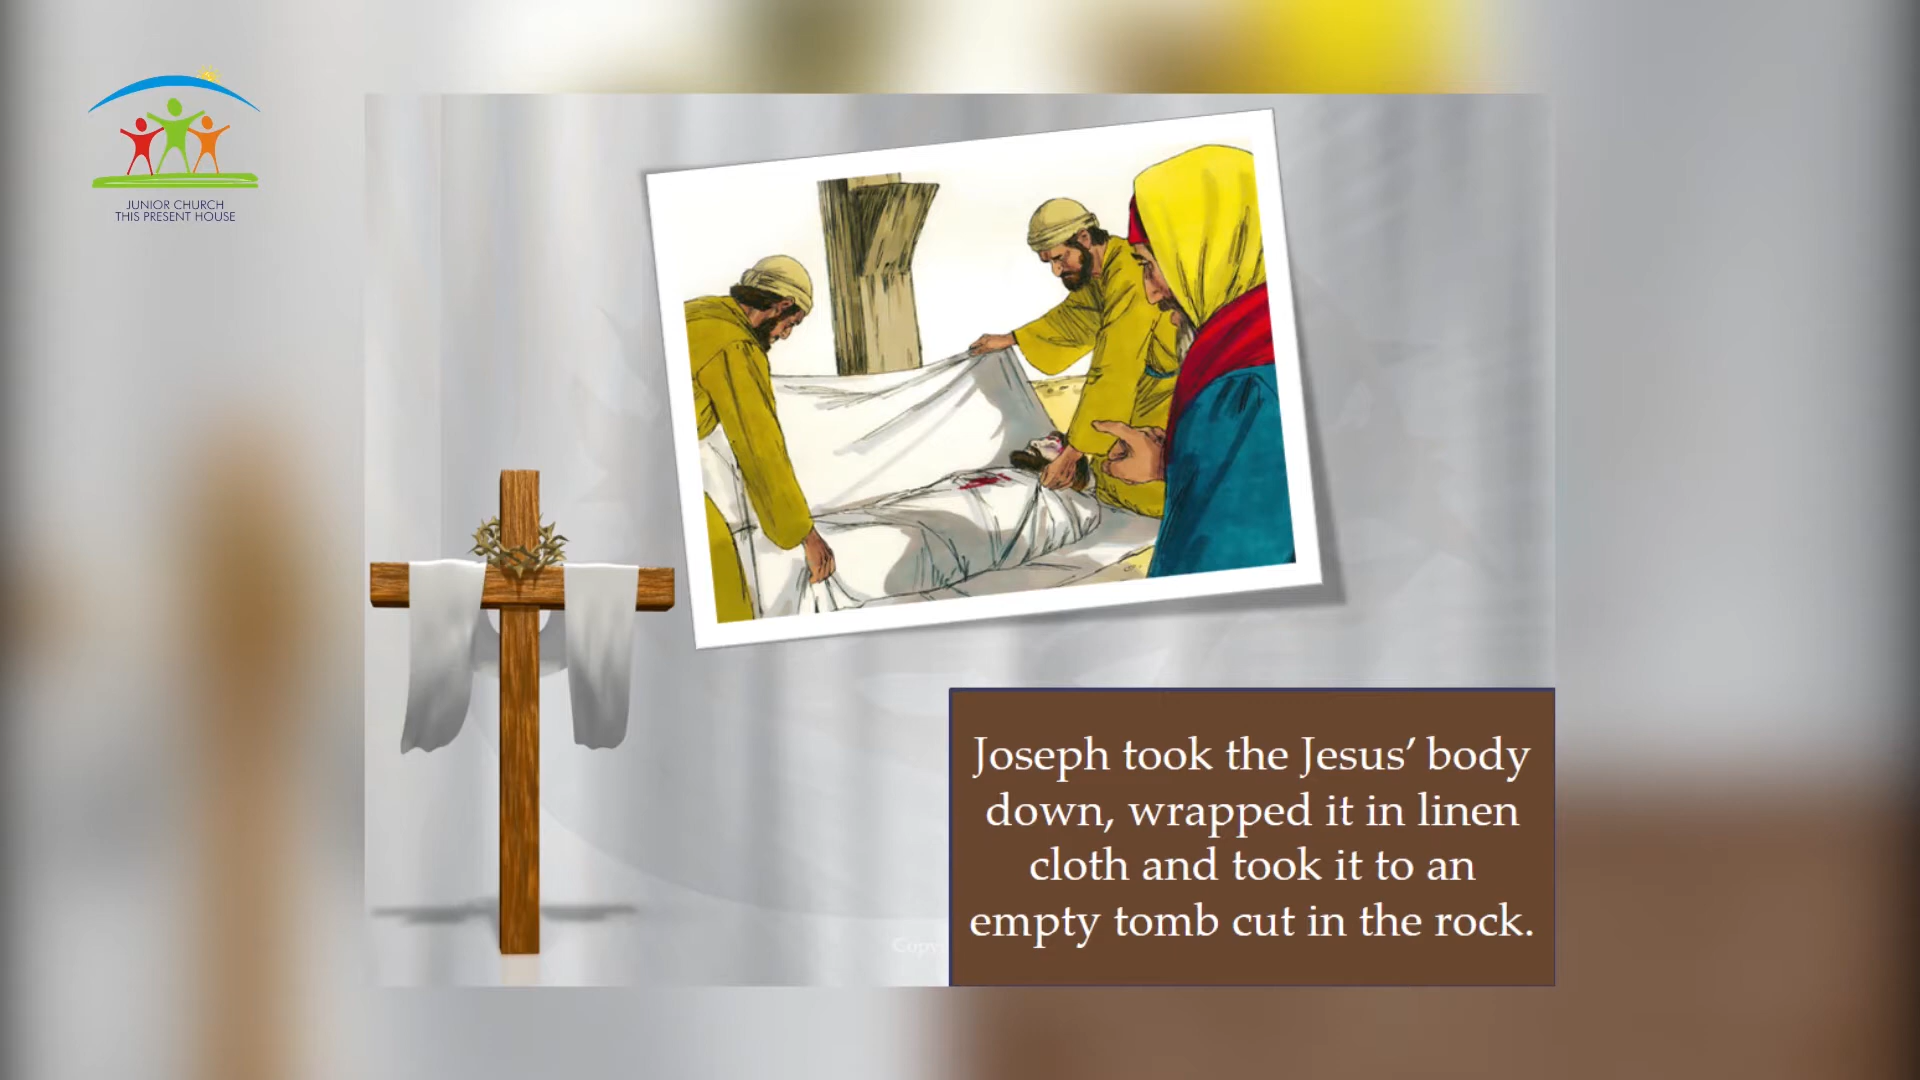 JUNIOR CHURCH
THIS PRESENT HOUSE
Joseph took the Jesus’ body
down, wrapped it in linen
cloth and took it to an
empty tomb cut in the rock.